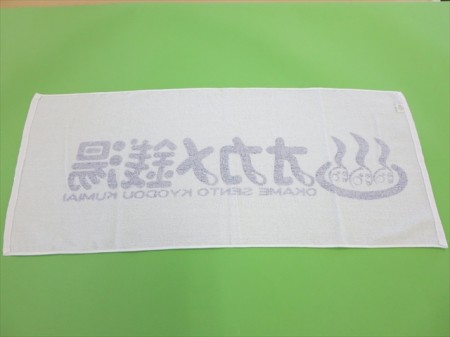 オカメ銭湯
OKAME SENTO KYODOU KUMIAI